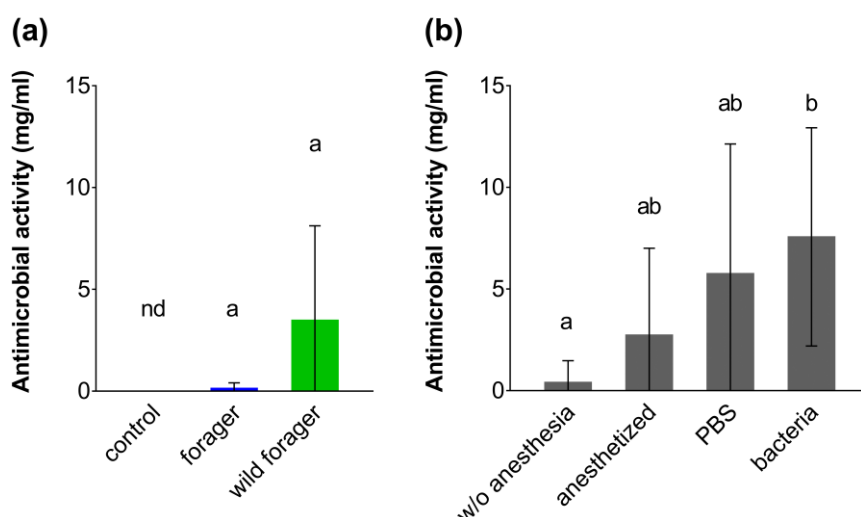 (a)
Antimicrobial activity (mg/ml)
15
10
5
0
nd
a
a
control
forager
wild forager
(b)
Antimicrobial activity (mg/ml)
15
10
5
0
a
ab
ab
b
w/o anesthesia
anesthetized
PBS
bacteria